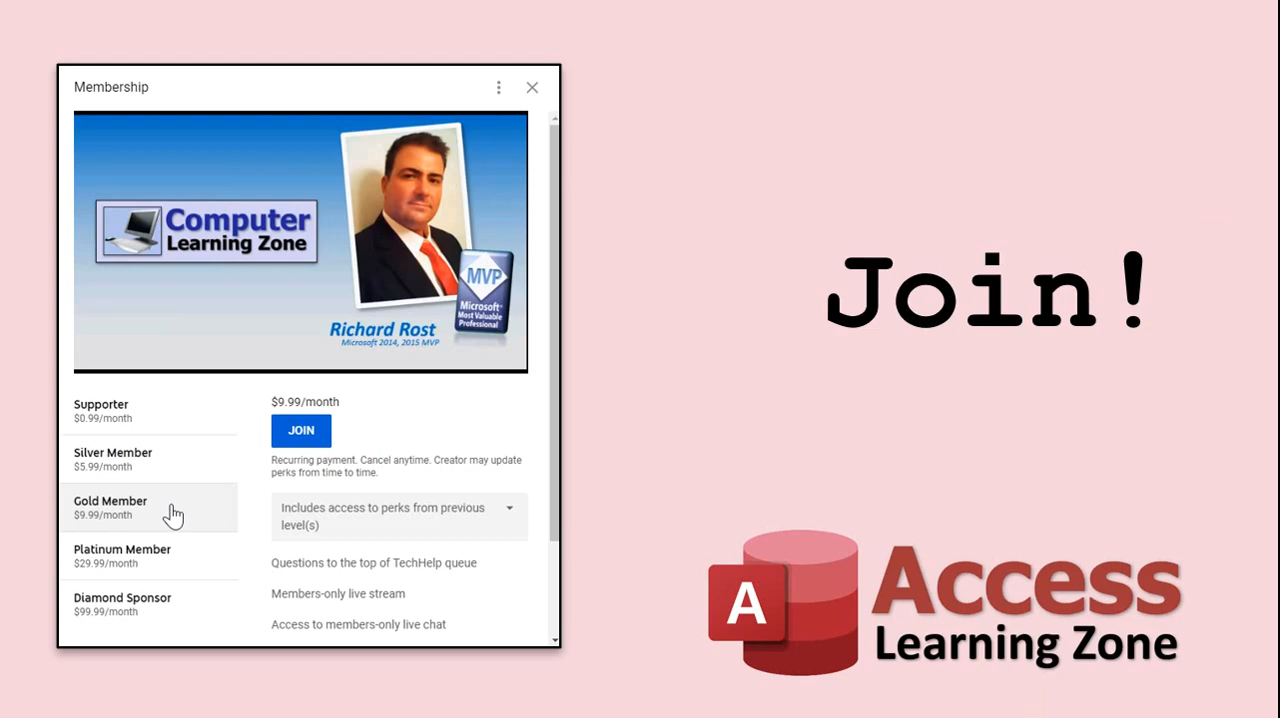 Membership
Computer
Learning Zone
MVP
Microsoft®
Most Valuable
Professional
Richard Rost
Microsoft 2014, 2015 MVP
Supporter
$0.99/month
Silver Member
$5.99/month
Gold Member
$9.99/month
Platinum Member
$29.99/month
Diamond Sponsor
$99.99/month
$9.99/month
JOIN
Recurring payment. Cancel anytime. Creator may update
perks from time to time.
Includes access to perks from previous
level(s)
Questions to the top of TechHelp queue
Members-only live stream
Access to members-only live chat
Join!
A
Access
Learning Zone